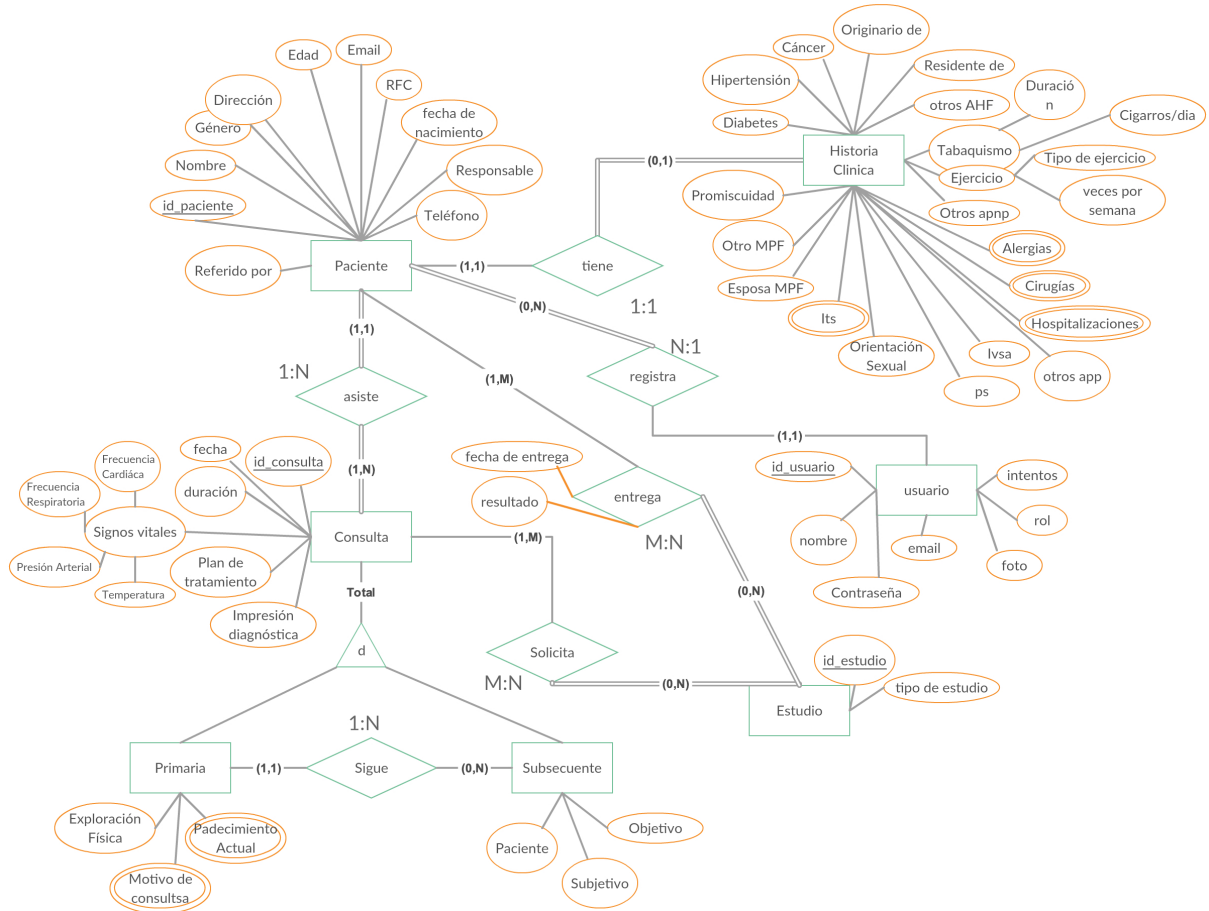 Originario de
Email
Cáncer
Edad
Residente de
Hipertensión
RFC
Duració
n
Dirección
otros AHF
Cigarros/dia
fecha de
nacimiento
Diabetes
Género
Historia
Clinica
Tabaquismo
Tipo de ejercicio
(0,1)
Nombre
Responsable
Ejercicio
veces por
semana
Promiscuidad
id_paciente
Teléfono
Otros apnp
Otro MPF
Alergias
Referido por
Paciente
(1,1)
tiene
Esposa MPF
Cirugías
(0,N)
1:1
Its
Hospitalizaciones
(1,1)
N:1
Orientación
Sexual
Ivsa
1:N
(1,M)
registra
otros app
ps
asiste
(1,1)
Frecuencia
Cardiáca
fecha
id_consulta
(1,N)
fecha de entrega
id_usuario
intentos
Frecuencia
Respiratoria
duración
resultado
entrega
usuario
rol
Signos vitales
Consulta
(1,M)
M:N
nombre
email
foto
Presión Arterial
Plan de
tratamiento
Temperatura
Total
(0,N)
Contraseña
Impresión
diagnóstica
d
Solicita
id_estudio
M:N
(0,N)
tipo de estudio
Estudio
1:N
Primaria
(1,1)
Sigue
(0,N)
Subsecuente
Exploración
Física
Padecimiento
Actual
Objetivo
Paciente
Motivo de
consultsa
Subjetivo